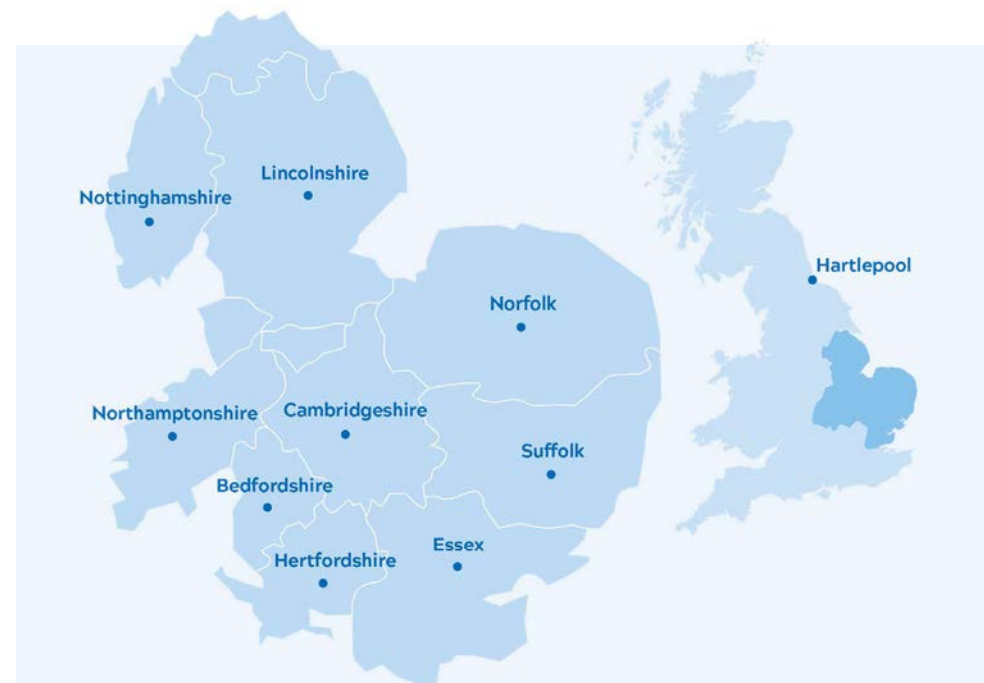 Lincolnshire
Nottinghamshire
Hartlepool
Norfolk
Northamptonshire
Cambridgeshire
Suffolk
Bedfordshire
Essex
Hertfordshire